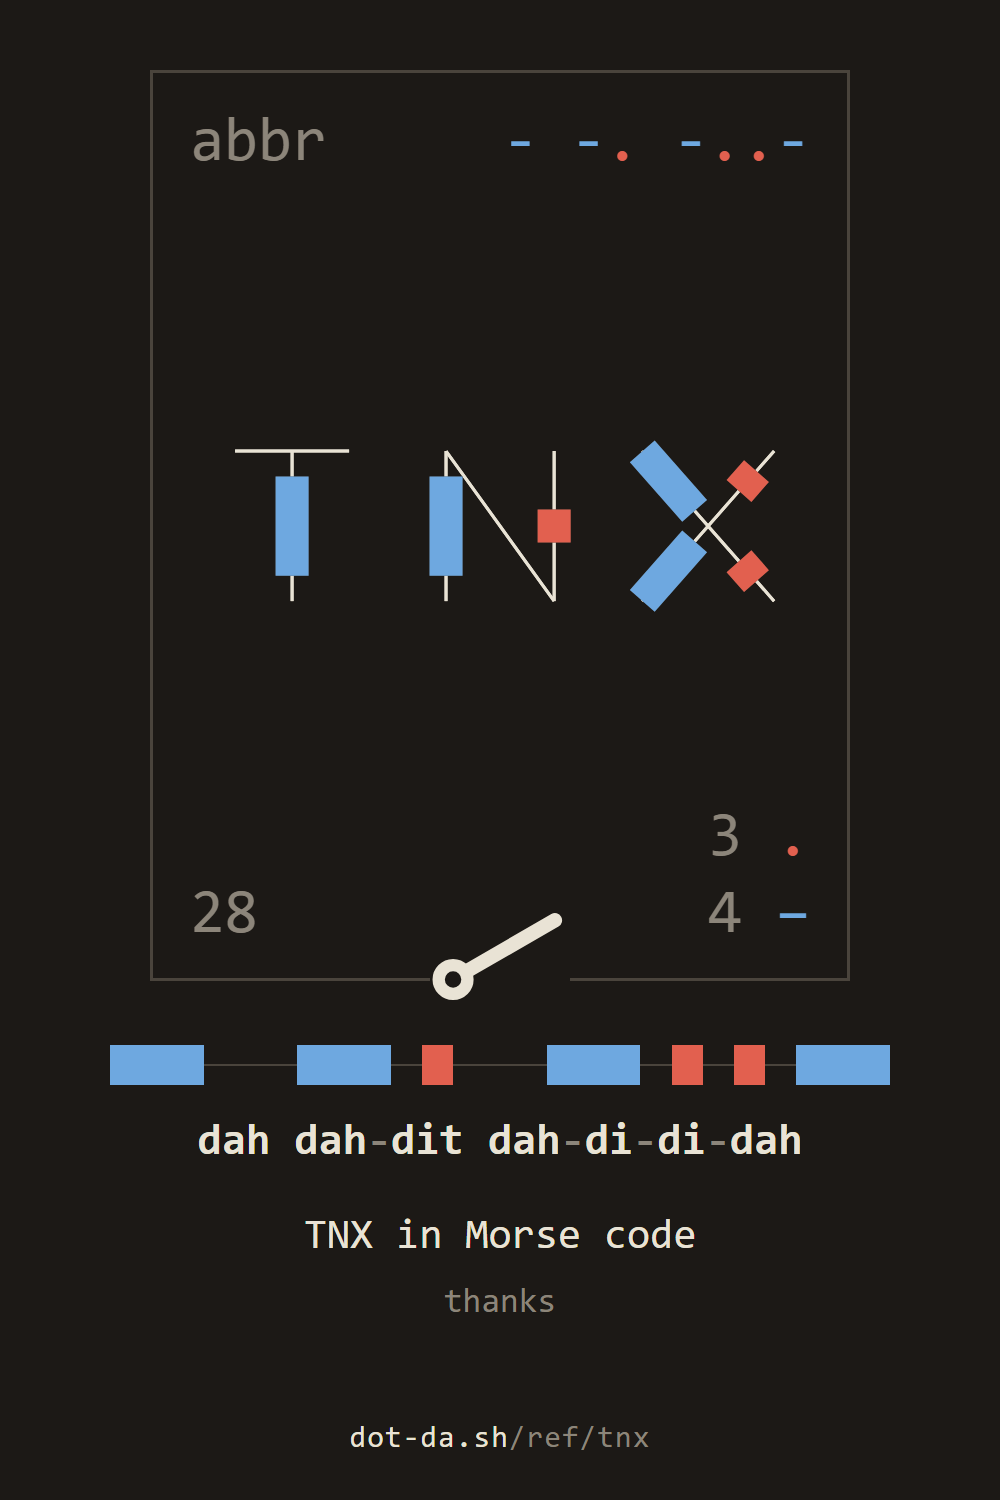 abbr - -. -..-
TNX
3 .
28 4 -
dah dah-dit dah-di-di-dah
TNX in Morse code
thanks
dot-da.sh/ref/tnx